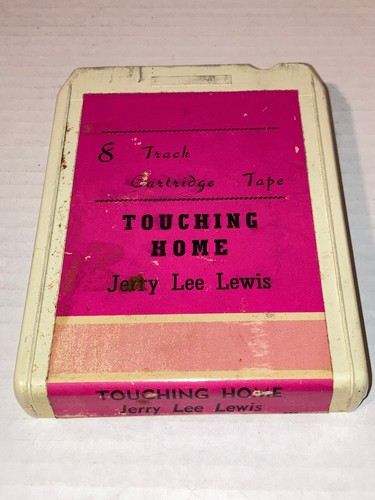 8 Track
Cartridge Tape
TOUCHING
HOME
Jerry Lee Lewis
TOUCHING HOME
Jerry Lee Lewis